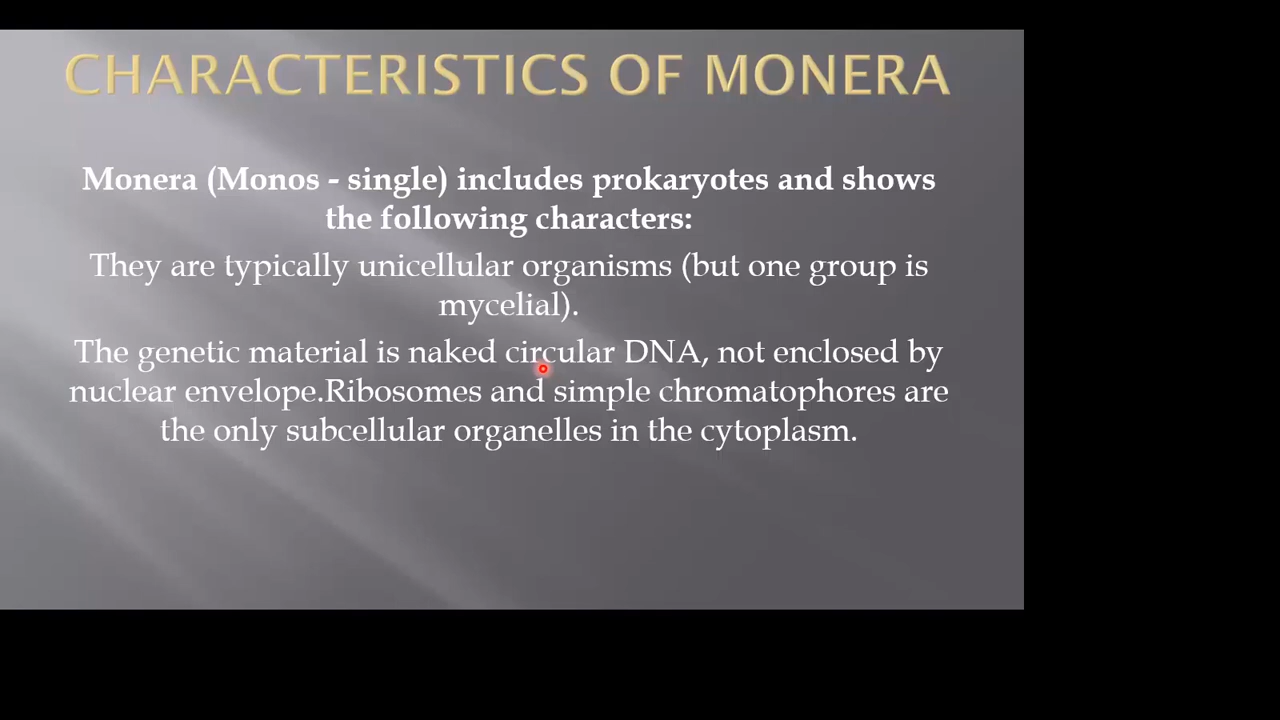 CHARACTERISTICS OF MONERA
Monera (Monos - single) includes prokaryotes and shows
the following characters:
They are typically unicellular organisms (but one group is
mycelial).
The genetic material is naked circular DNA, not enclosed by
nuclear envelope.Ribosomes and simple chromatophores are
the only subcellular organelles in the cytoplasm.